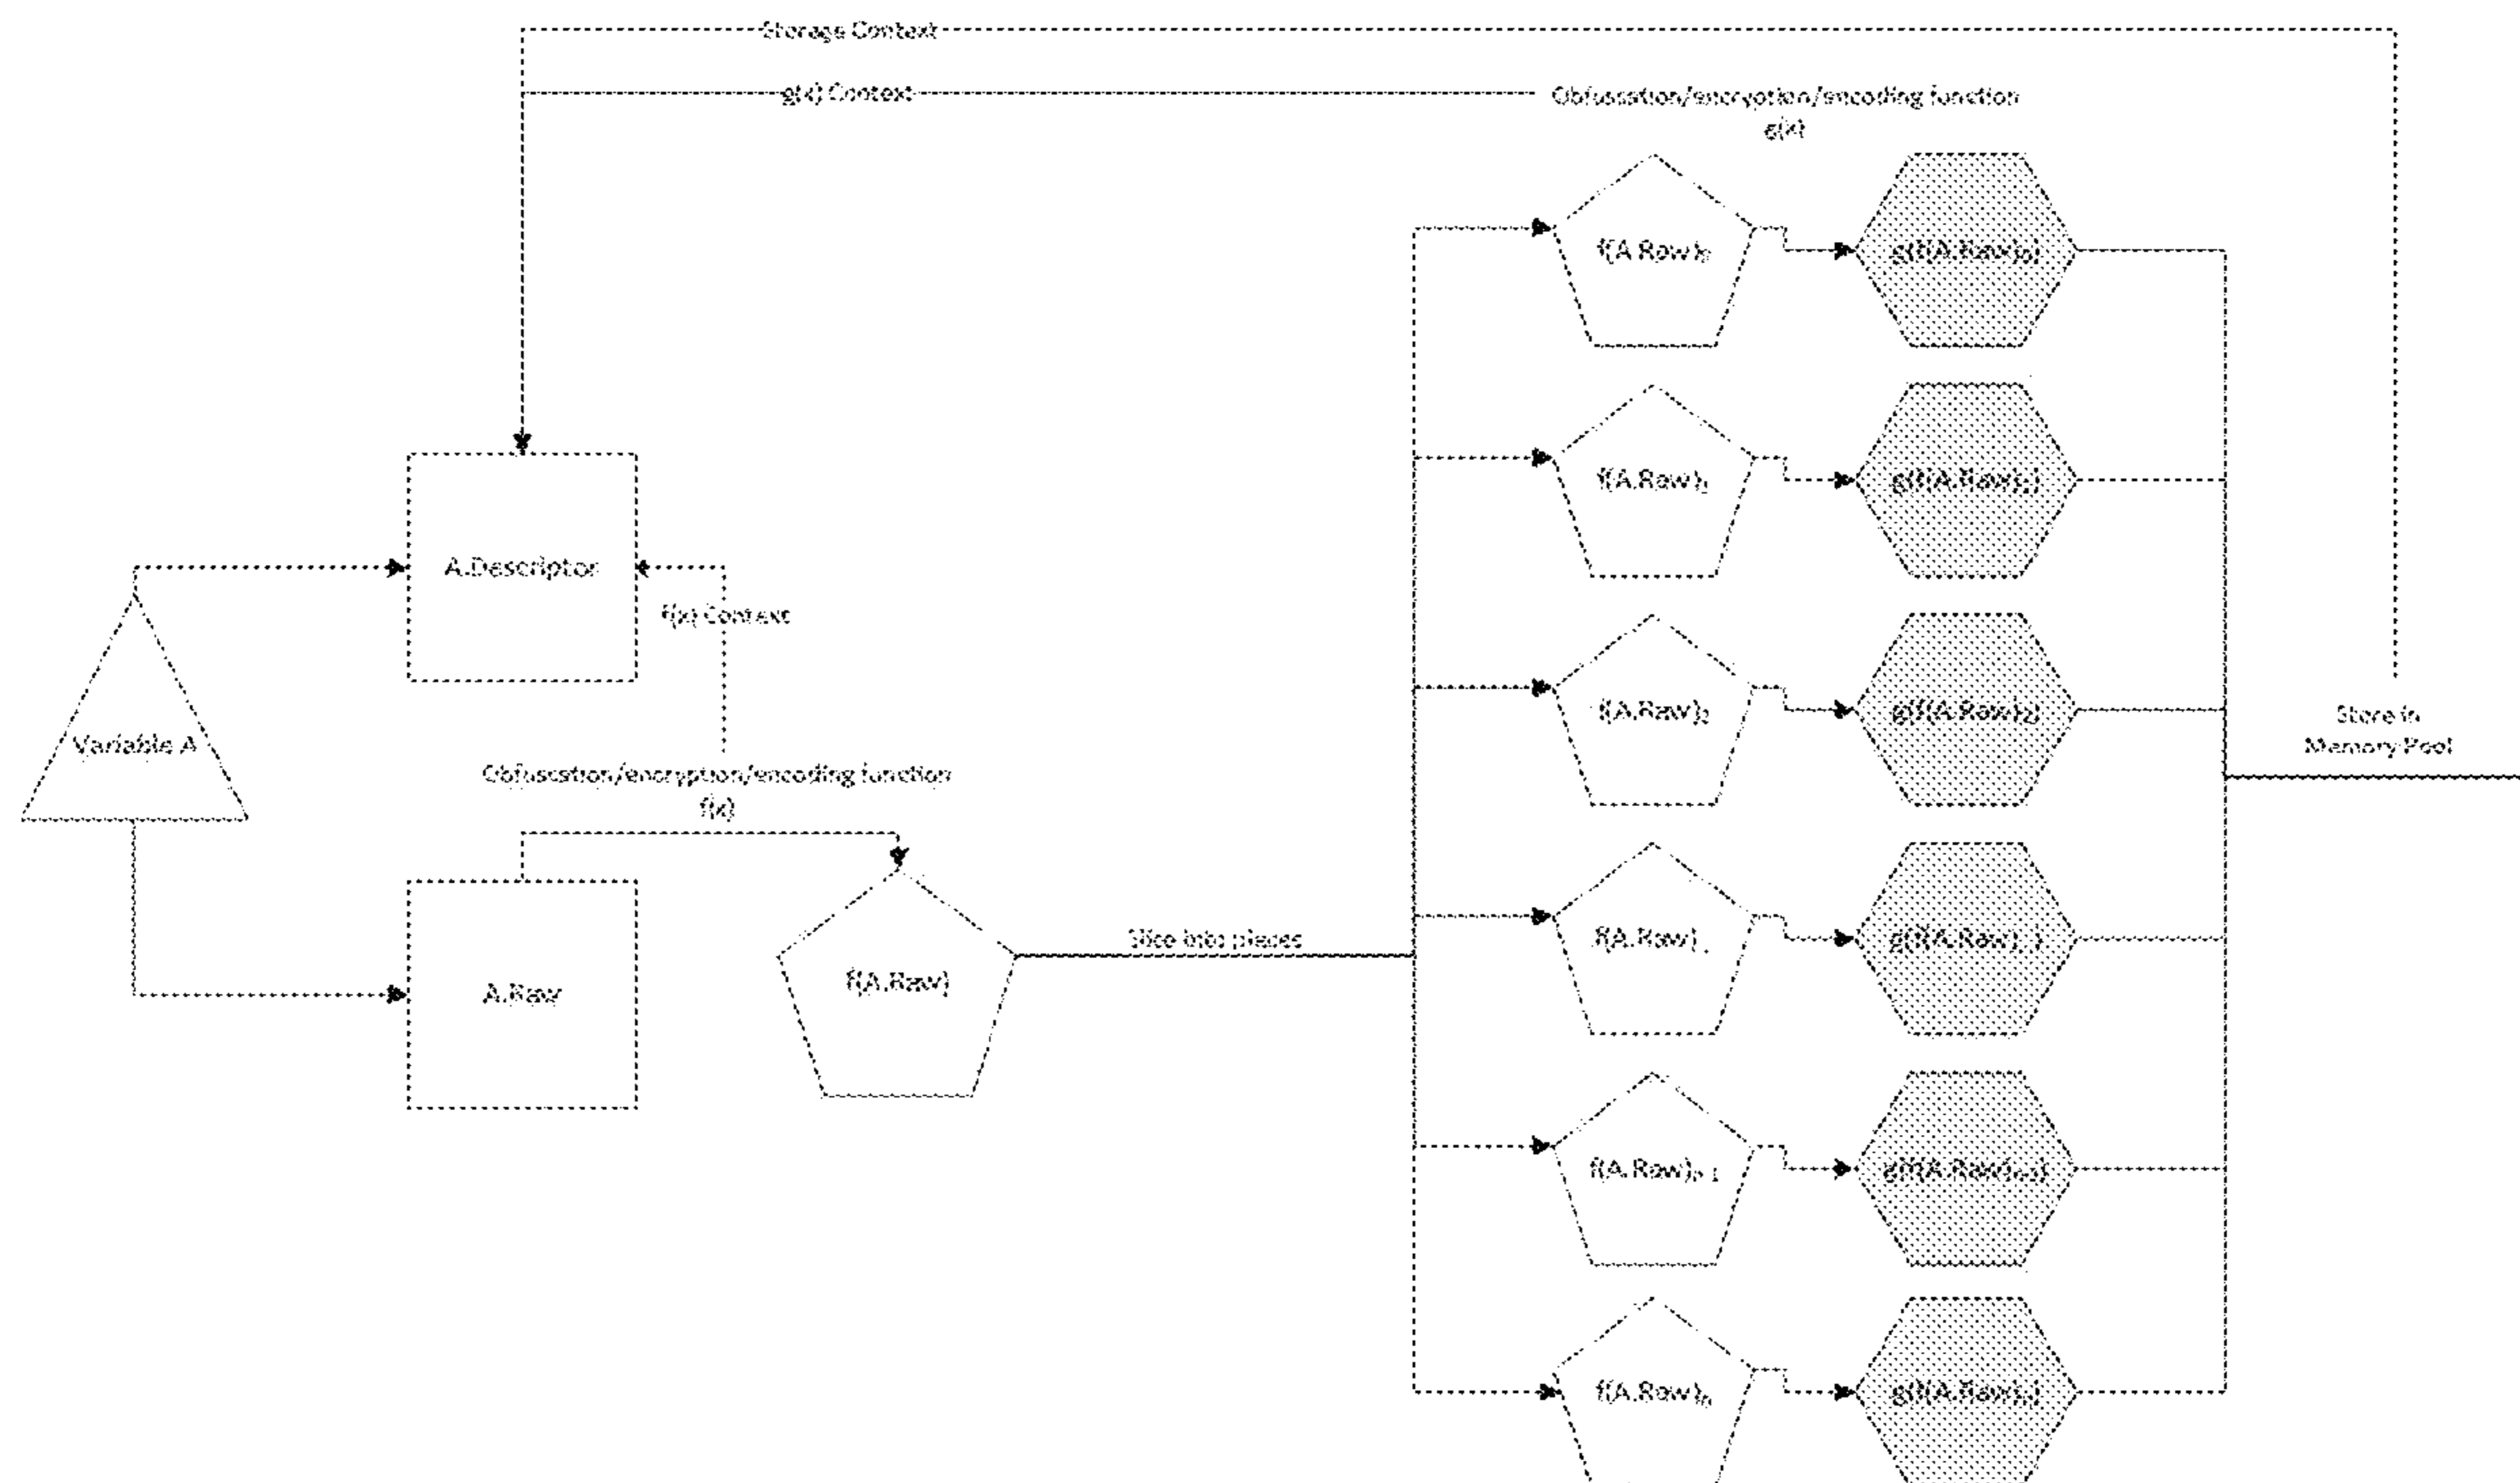 Storage Context
g(x) Context
Obfuscation/encryption/encoding function
g(x)
f(A.Raw)₀
g(f(A.Raw)₀)
f(A.Raw)₁
g(f(A.Raw)₁)
A.Descriptor
f(x) Context
f(A.Raw)₂
g(f(A.Raw)₂)
Store in
Memory Pool
Variable A
Obfuscation/encryption/encoding function
f(x)
Slice into pieces
f(A.Raw)
A.Raw
f(A.Raw)
g(f(A.Raw)
f(A.Raw)ₙ₋₁
g(f(A.Raw)ₙ₋₁)
f(A.Raw)ₙ
g(f(A.Raw)ₙ)